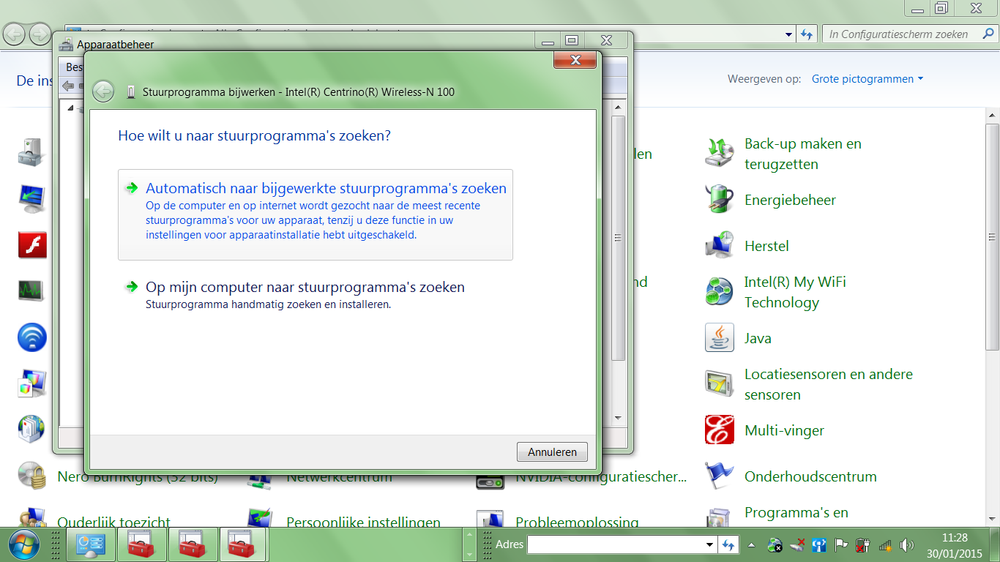 In Configuratiescherm zoeken
Apparaatbeheer
Bes
De ins
Weergeven op: Grote pictogrammen
Stuurprogramma bijwerken - Intel(R) Centrino(R) Wireless-N 100
Hoe wilt u naar stuurprogramma's zoeken?
Automatisch naar bijgewerkte stuurprogramma's zoeken
Op de computer en op internet wordt gezocht naar de meest recente
stuurprogramma's voor uw apparaat, tenzij u deze functie in uw
instellingen voor apparaatinstallatie hebt uitgeschakeld.
Op mijn computer naar stuurprogramma's zoeken
Stuurprogramma handmatig zoeken en installeren.
Annuleren
len
nd
Back-up maken en
terugzetten
Energiebeheer
Herstel
Intel(R) My WiFi
Technology
Java
Locatiesensoren en andere
sensoren
Multi-vinger
Nero BurnRights (32 bits)
Netwerkcentrum
NVIDIA-configuratiescher...
Onderhoudscentrum
Ouderlijk toezicht
Persoonlijke instellingen
Probleemoplossing
Programma's en
Adres
11:28
30/01/2015